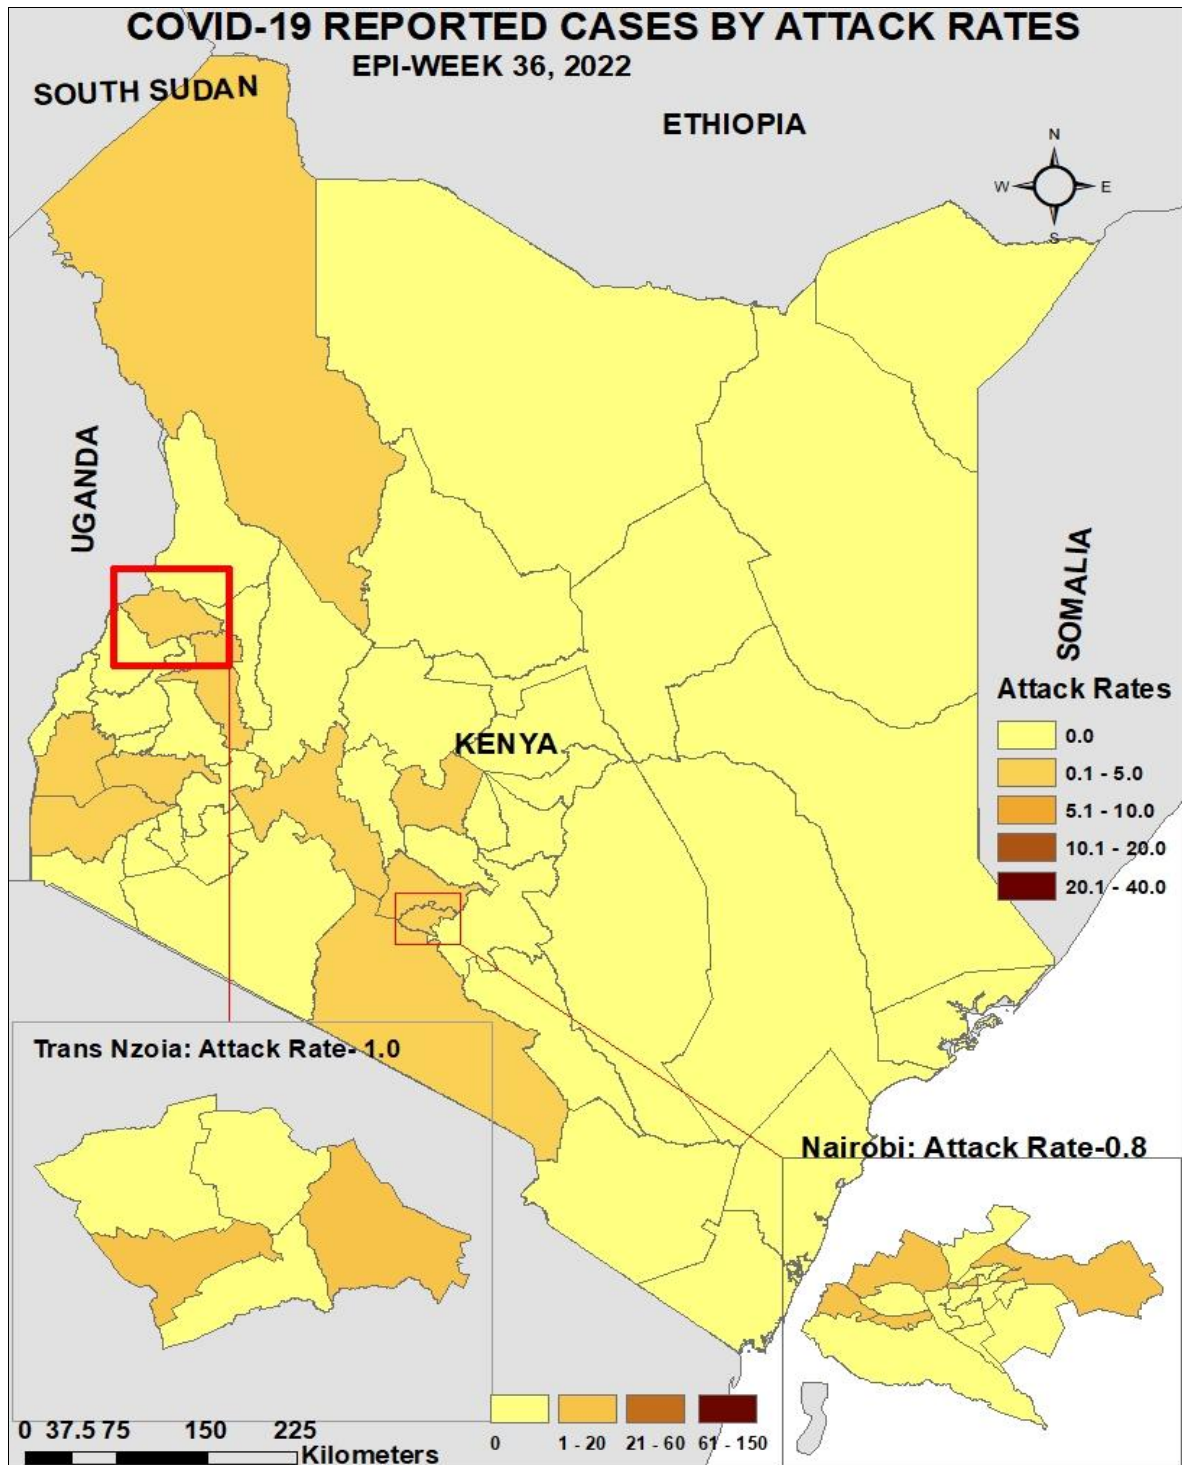 COVID-19 REPORTED CASES BY ATTACK RATES
EPI-WEEK 36, 2022
SOUTH SUDAN
ETHIOPIA
N
W E
S
UGANDA
SOMALIA
KENYA
Attack Rates
0.0
0.1 - 5.0
5.1 - 10.0
10.1 - 20.0
20.1 - 40.0
Trans Nzoia: Attack Rate- 1.0
Nairobi: Attack Rate-0.8
0 1 - 20 21 - 60 61 - 150
0 37.5 75 150 225
Kilometers